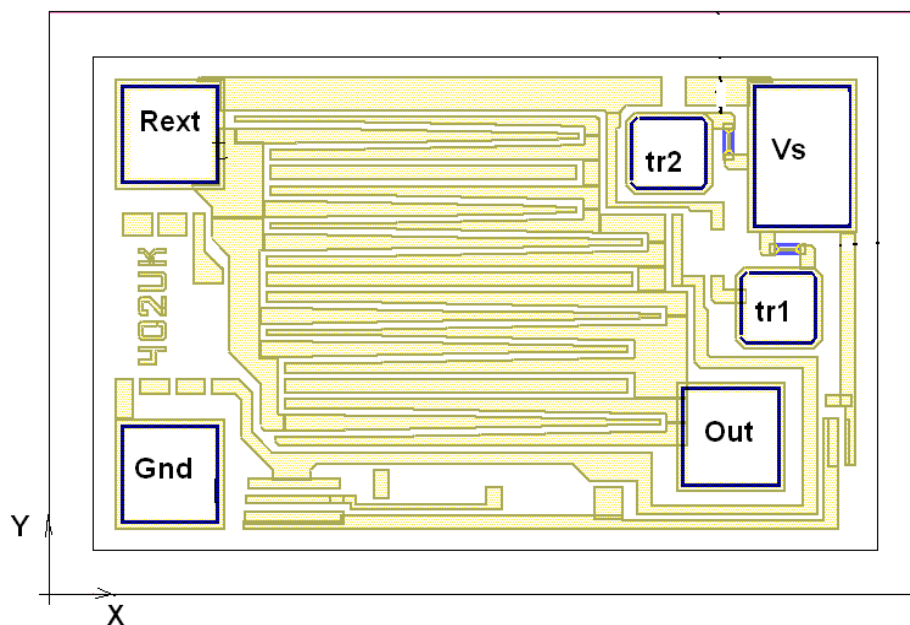 Rext
tr2
Vs
402UK
tr1
Out
Gnd
Y
X